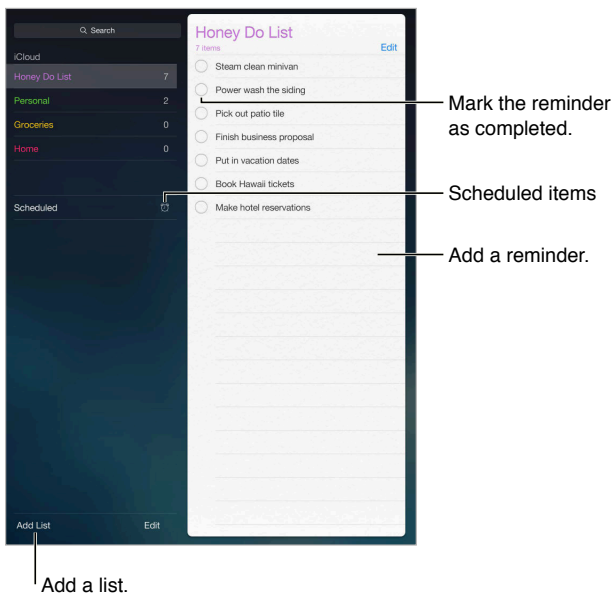 Search
iCloud
Honey Do List 7
Personal 2
Groceries 0
Home 0
Scheduled
Add List Edit
Honey Do List
7 items Edit
Steam clean minivan
Power wash the siding
Pick out patio tile
Finish business proposal
Put in vacation dates
Book Hawaii tickets
Make hotel reservations
Mark the reminder
as completed.
Scheduled items
Add a reminder.
Add a list.